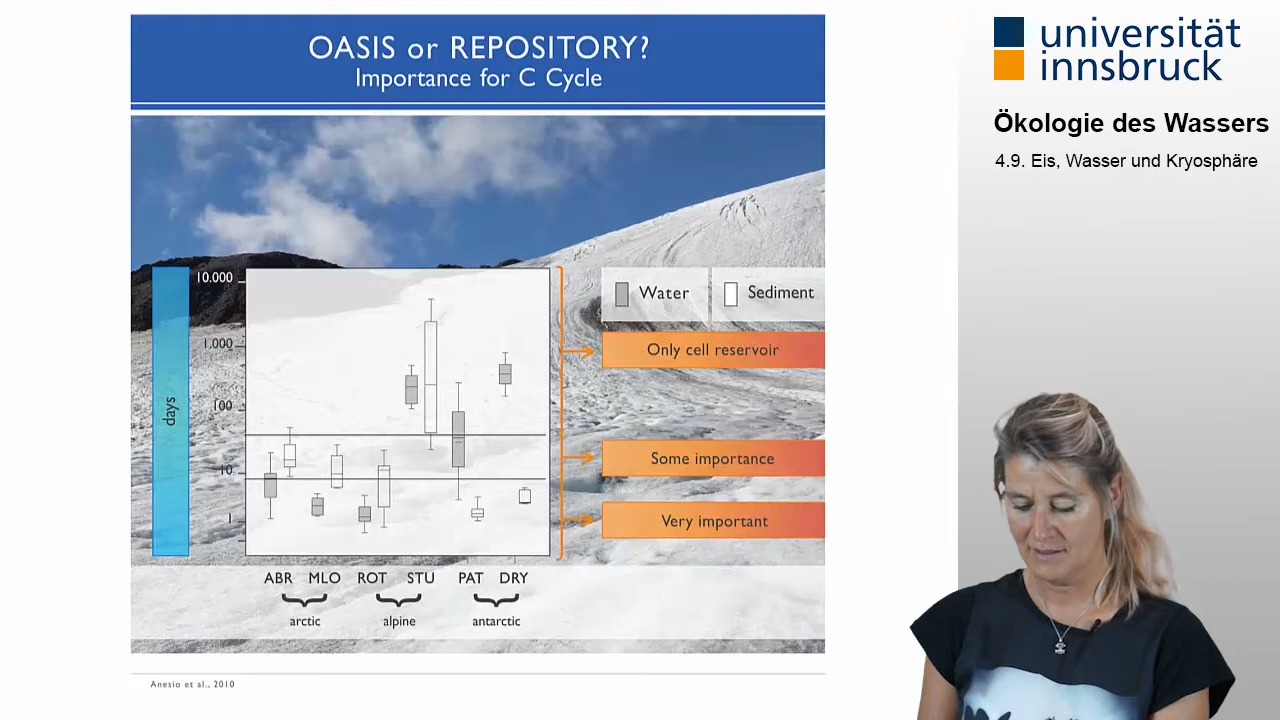 OASIS or REPOSITORY?
Importance for C Cycle
universität
innsbruck
Ökologie des Wassers
4.9. Eis, Wasser und Kryosphäre
days
10.000
1.000
100
10
1
Water
Sediment
Only cell reservoir
Some importance
Very important
ABR MLO ROT STU PAT DRY
arctic alpine antarctic
Anesio et al., 2010